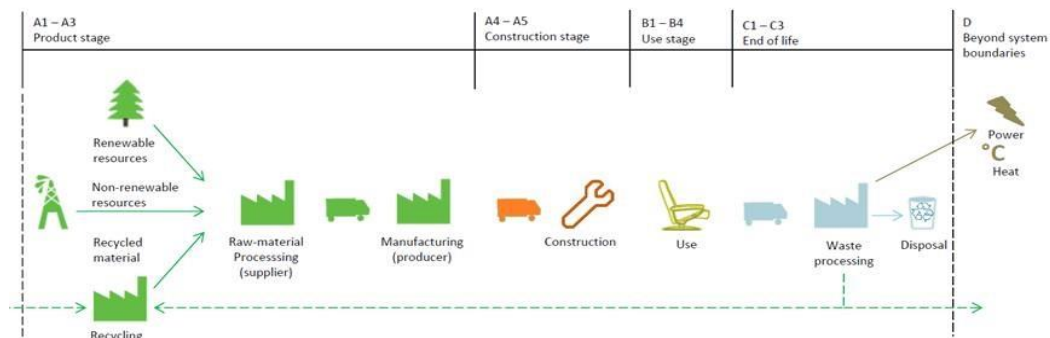 A1 – A3
Product stage
A4 – A5
Construction stage
B1 – B4
Use stage
C1 – C3
End of life
D
Beyond system
boundaries
Renewable
resources
Non-renewable
resources
Recycled
material
Recycling
Raw-material
Processsing
(supplier)
Manufacturing
(producer)
Construction
Use
Waste
processing
Disposal
Power
°C
Heat